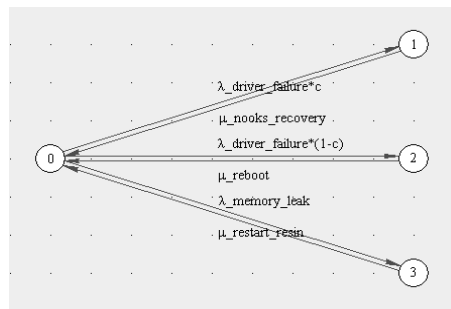 1
λ_driver_failure*c
μ_nooks_recovery
λ_driver_failure*(1-c)
0
2
μ_reboot
λ_memory_leak
μ_restart_resin
3